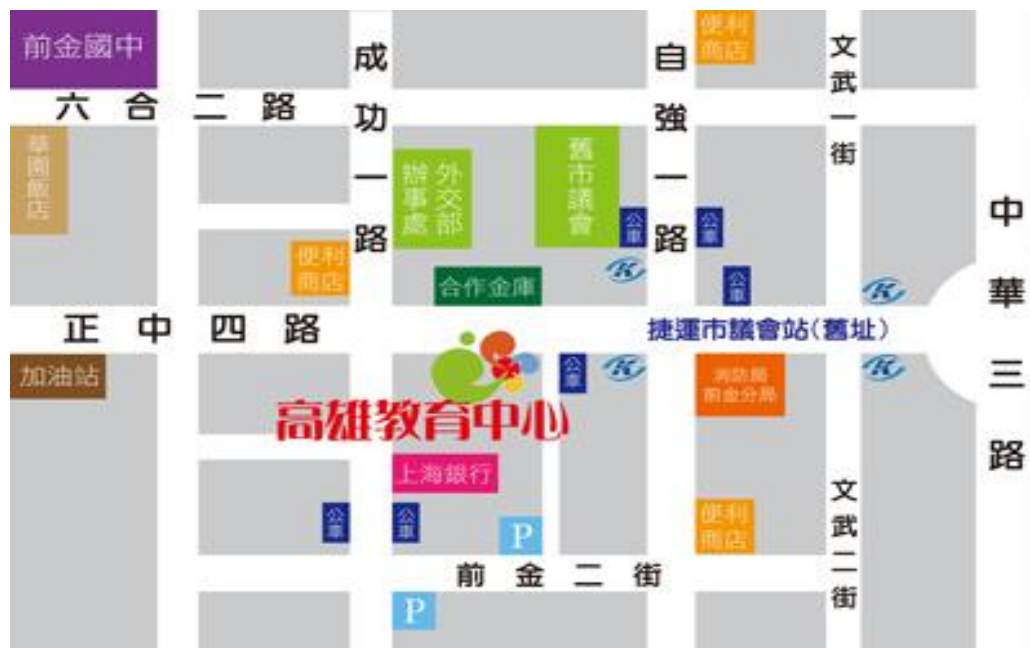 前金國中
便利
商店
六合二路
成功一路
自強一路
文武一街
華園飯店
外交部
辦事處
舊市議會
公車
公車
便利
商店
合作金庫
公車
中華三路
正中四路
捷運市議會站(舊址)
加油站
公車
消防局
前金分局
高雄教育中心
上海銀行
公車
公車
P
便利
商店
文武二街
前金二街
P